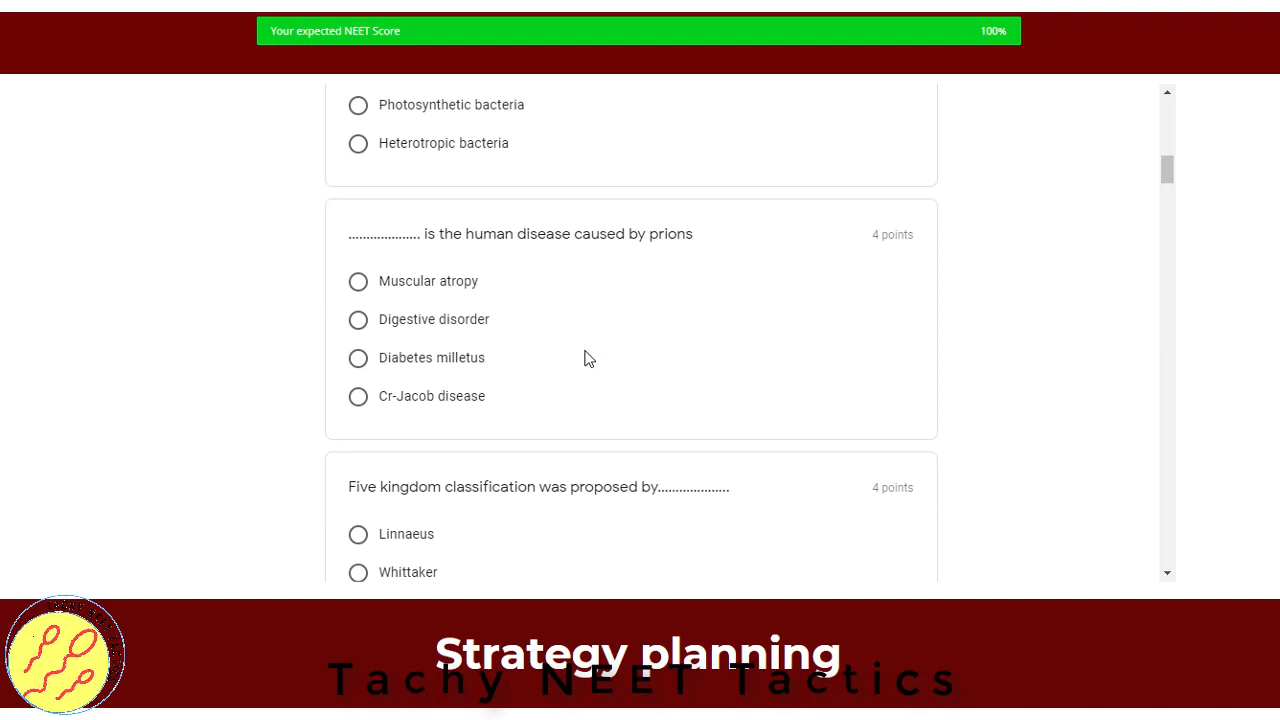 Your expected NEET Score 100%
Photosynthetic bacteria
Heterotropic bacteria
.................... is the human disease caused by prions 4 points
Muscular atropy
Digestive disorder
Diabetes milletus
Cr-Jacob disease
Five kingdom classification was proposed by.................... 4 points
Linnaeus
Whittaker
Strategy planning
Tachy NEET Tactics